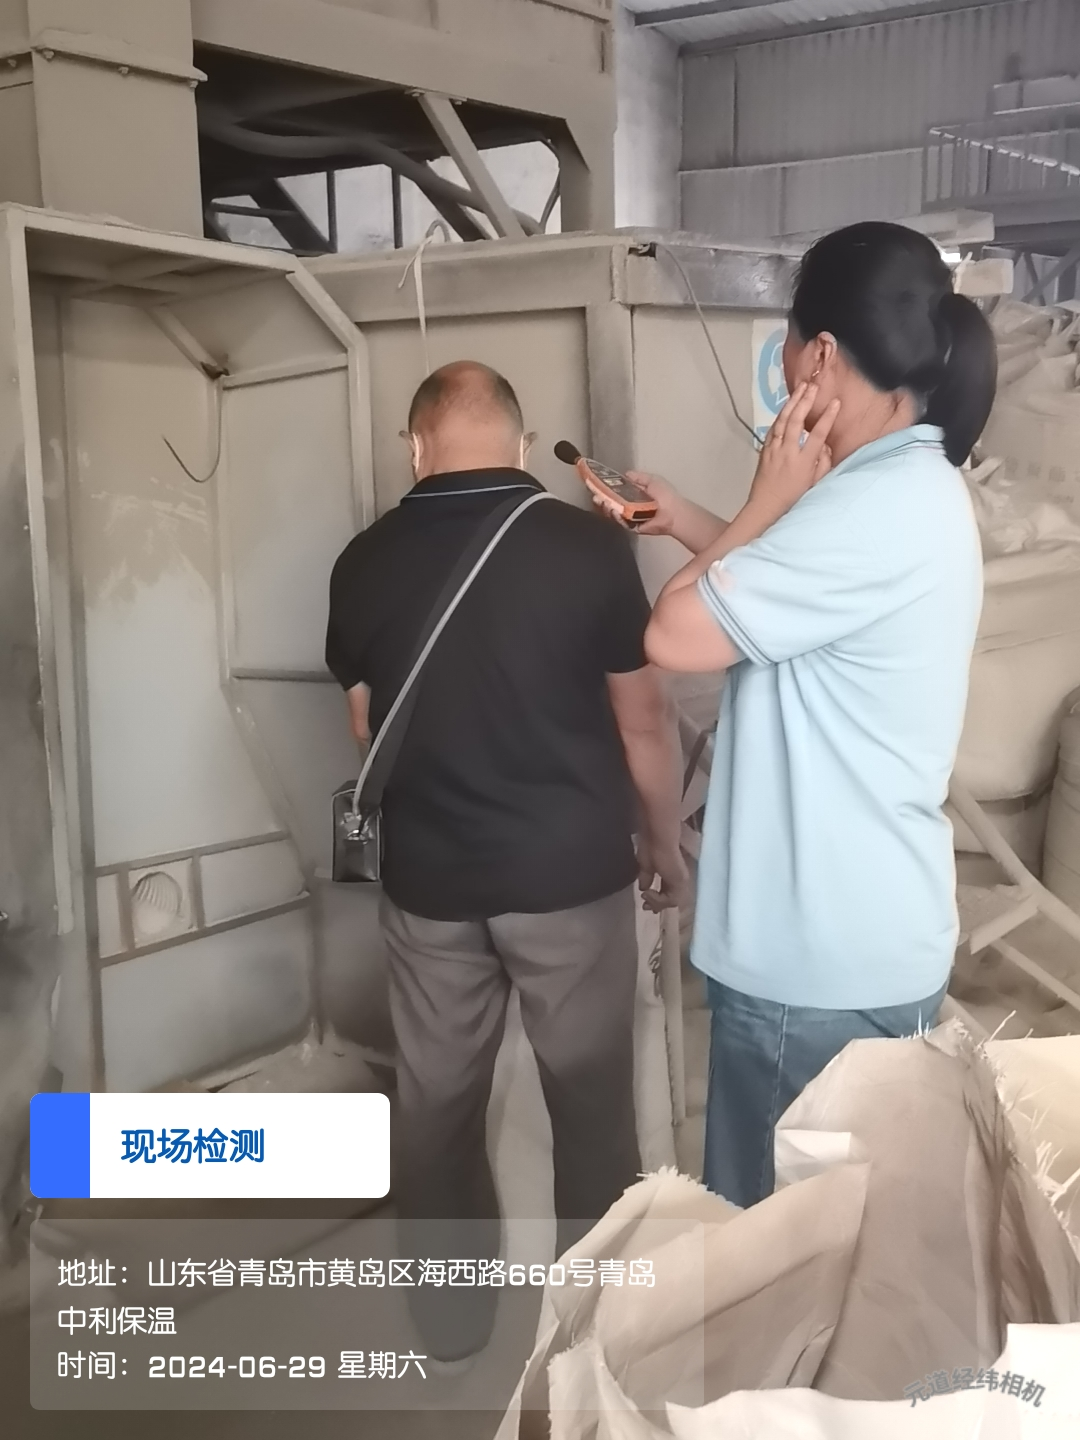 现场检测
地址：山东省青岛市黄岛区海西路660号青岛
中利保温
时间：2024-06-29 星期六
元道经纬相机